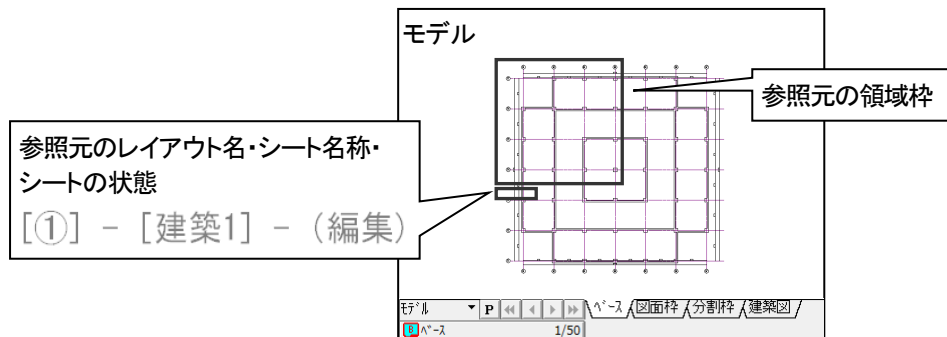 モデル
参照元の領域枠
参照元のレイアウト名・シート名称・
シートの状態
[①] - [建築1] - (編集)
ﾓﾃﾞﾙ P ﾍﾞｰｽ 図面枠 分割枠 建築図
B ﾍﾞｰｽ 1/50